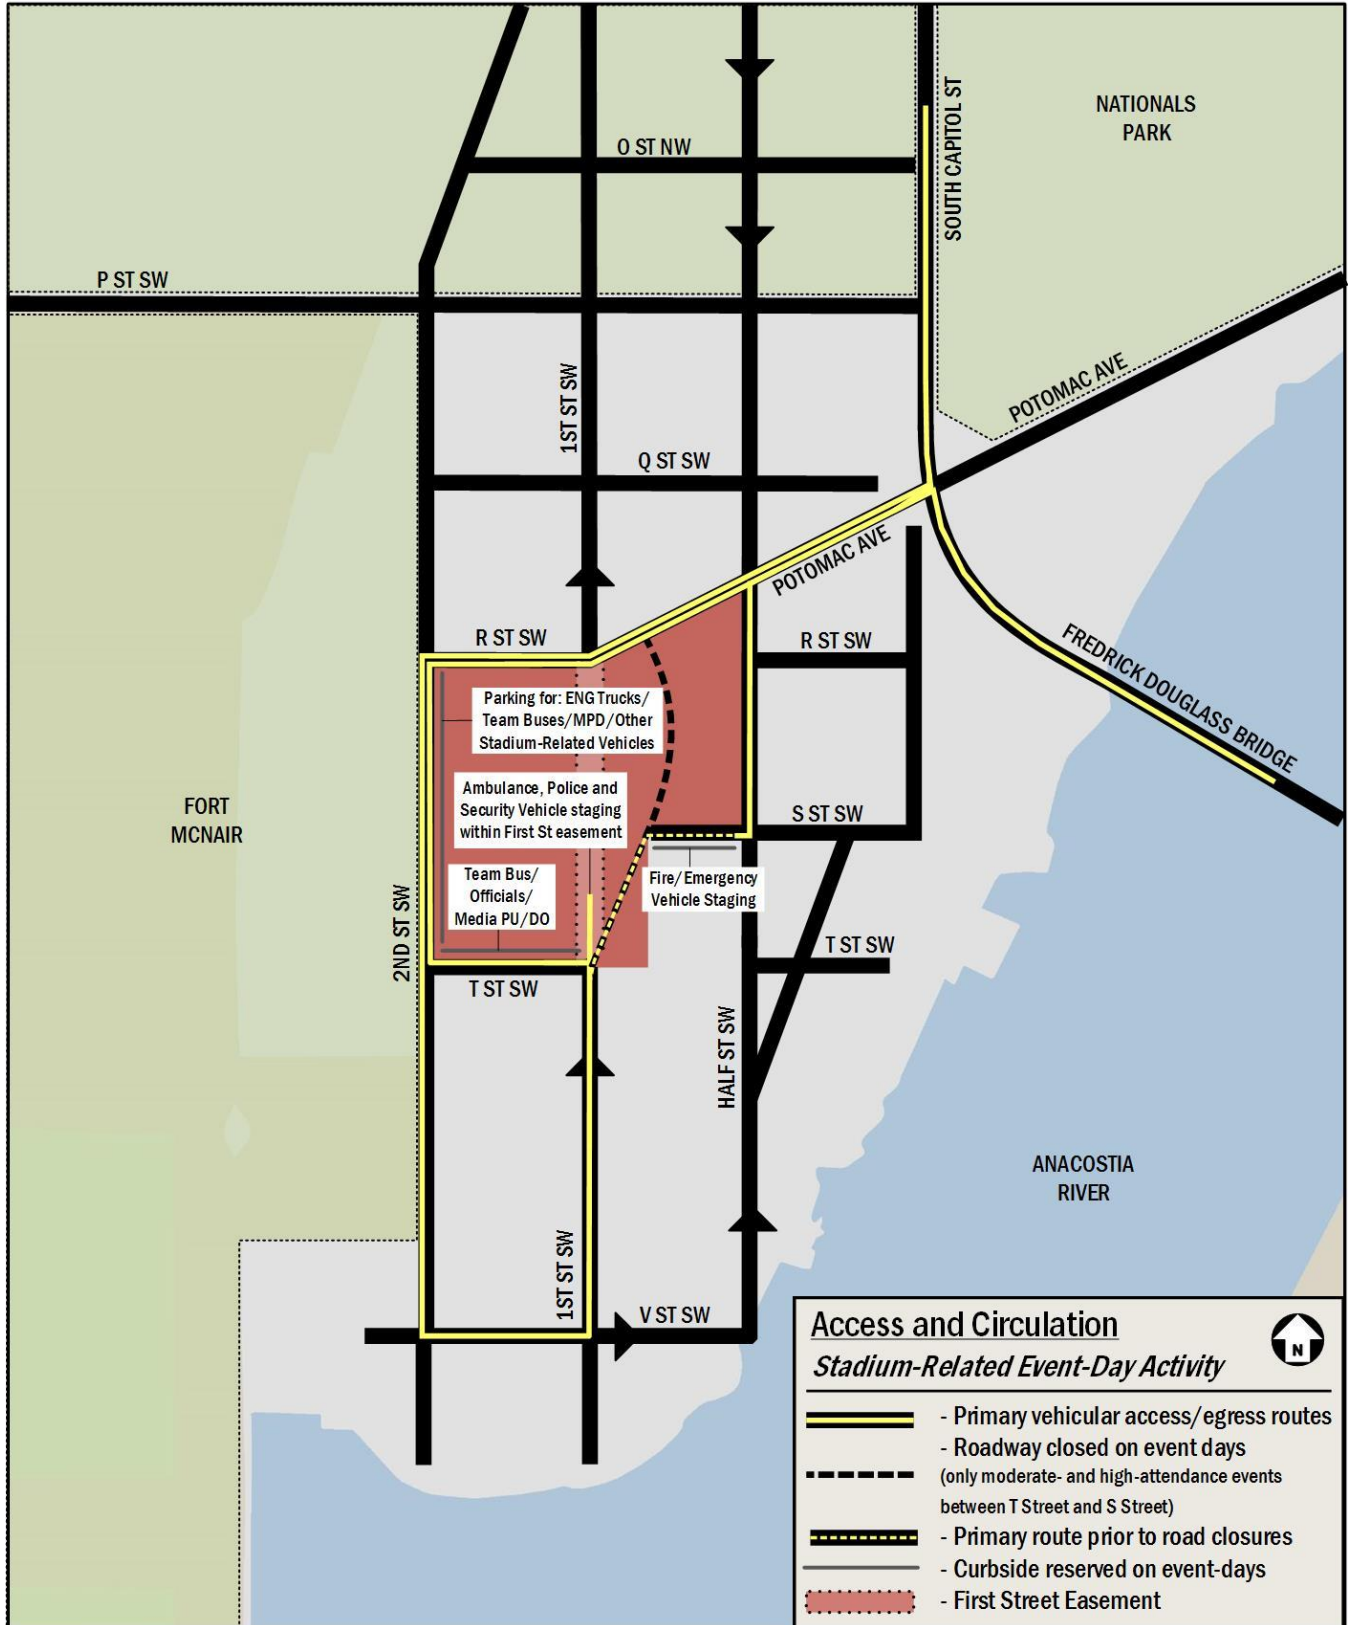 NATIONALS
PARK
SOUTH CAPITOL ST
O ST NW
P ST SW
1ST ST SW
POTOMAC AVE
Q ST SW
POTOMAC AVE
R ST SW
R ST SW
FREDRICK DOUGLASS BRIDGE
Parking for: ENG Trucks/
Team Buses/MPD/Other
Stadium-Related Vehicles
Ambulance, Police and
Security Vehicle staging
within First St easement
S ST SW
FORT
MCNAIR
Team Bus/
Officials/
Media PU/DO
Fire/Emergency
Vehicle Staging
2ND ST SW
T ST SW
T ST SW
HALF ST SW
ANACOSTIA
RIVER
1ST ST SW
V ST SW
Access and Circulation
N
Stadium-Related Event-Day Activity
- Primary vehicular access/egress routes
- Roadway closed on event days
(only moderate- and high-attendance events
between T Street and S Street)
- Primary route prior to road closures
- Curbside reserved on event-days
- First Street Easement